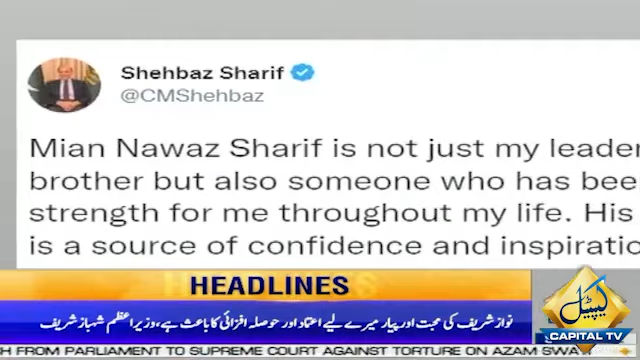 Shehbaz Sharif
@CMShehbaz
Mian Nawaz Sharif is not just my leader
brother but also someone who has bee
strength for me throughout my life. His
is a source of confidence and inspiratio
HEADLINES
نواز شریف کی محبت اور پیار میرے لیے اعتماد اور حوصلہ افزائی کا باعث ہے، وزیراعظم شہباز شریف
کیپیٹل
CAPITAL TV
CH FROM PARLIAMENT TO SUPREME COURT AGAINST TORTURE ON AZAM